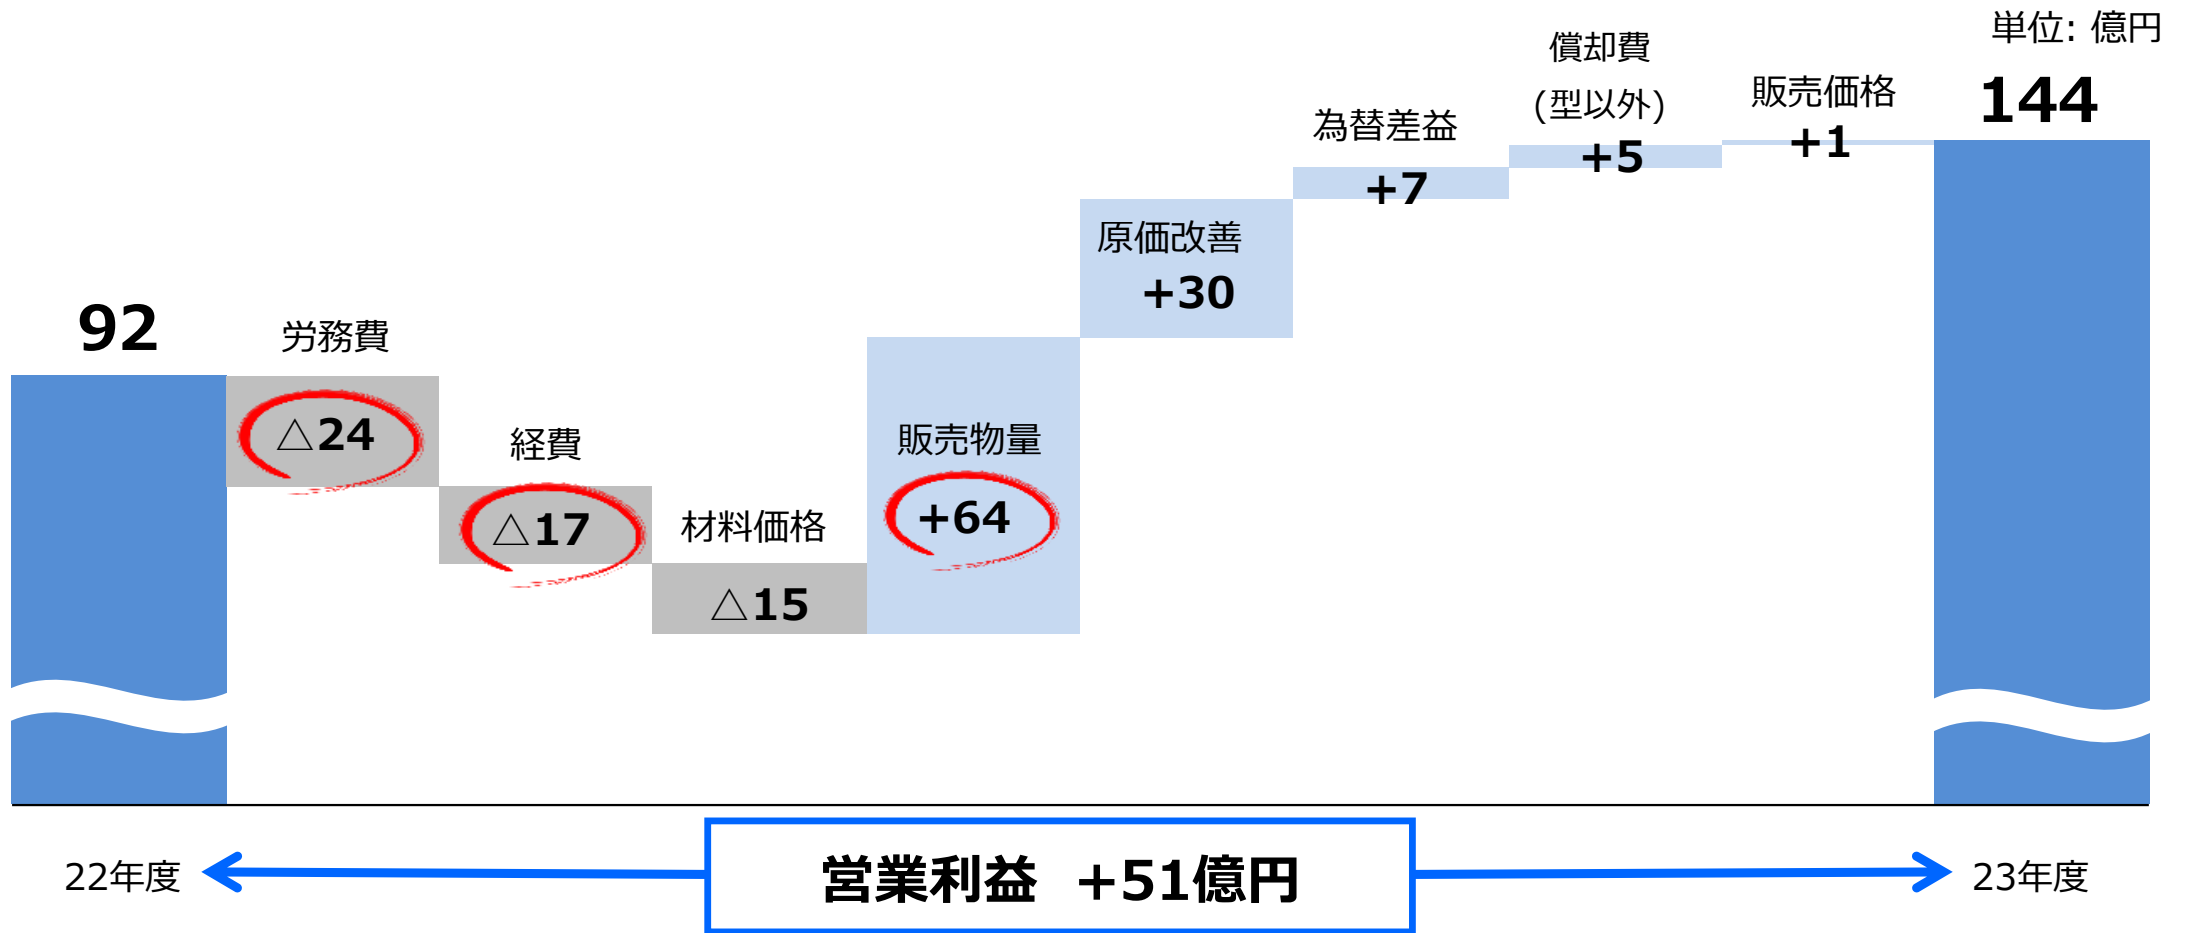 単位: 億円
92
労務費
△24
経費
△17
材料価格
△15
販売物量
+64
原価改善
+30
為替差益
+7
償却費
(型以外)
+5
販売価格
+1
144
22年度
営業利益 +51億円
23年度